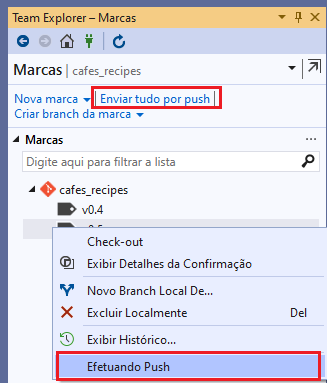 Team Explorer – Marcas
Marcas | cafes_recipes
Nova marca | Enviar tudo por push |
Criar branch da marca
Marcas
Digite aqui para filtrar a lista
cafes_recipes
v0.4
Check-out
Exibir Detalhes da Confirmação
Novo Branch Local De...
Excluir Localmente Del
Exibir Histórico...
Efetuando Push